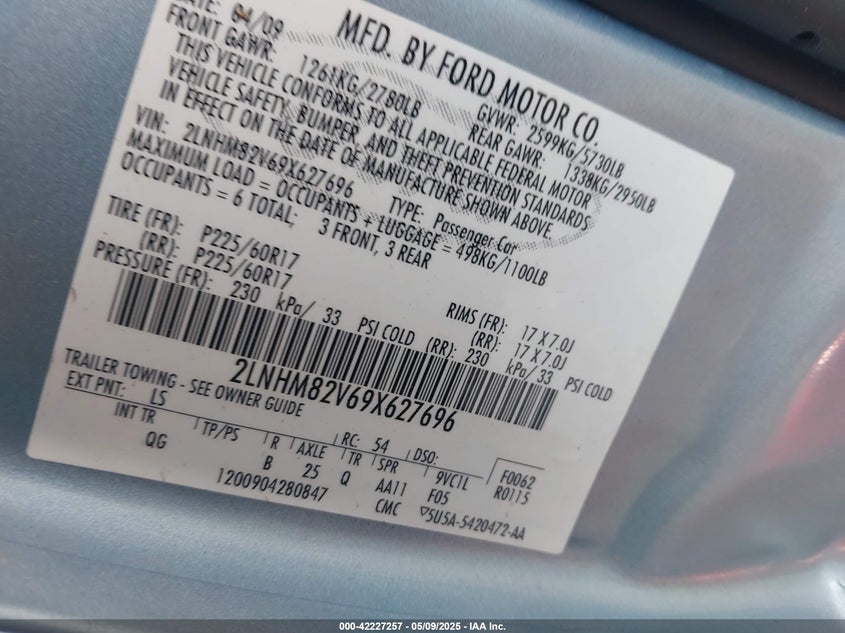 DATE: 04/09
MFD. BY FORD MOTOR CO.
FRONT GAWR: GVWR: 2599KG/5730LB
1261KG/2780LB REAR GAWR: 1338KG/2950LB
THIS VEHICLE CONFORMS TO ALL APPLICABLE FEDERAL MOTOR
VEHICLE SAFETY, BUMPER, AND THEFT PREVENTION STANDARDS
IN EFFECT ON THE DATE OF MANUFACTURE SHOWN ABOVE.
VIN: 2LNHM82V69X627696 TYPE: Passenger Car
MAXIMUM LOAD = OCCUPANTS + LUGGAGE = 498KG/1100LB
OCCUPANTS = 6 TOTAL; 3 FRONT, 3 REAR
TIRE (FR): P225/60R17 RIMS (FR): 17 X 7.0J
(RR): P225/60R17 (RR): 17 X 7.0J
PRESSURE (FR): 230 kPa/ 33 PSI COLD (RR): 230 kPa/ 33 PSI COLD
2LNHM82V69X627696
TRAILER TOWING - SEE OWNER GUIDE
EXT PNT: LS RC: 54 DSO: F0062
INT TR TP/PS R AXLE TR SPR 9VC1L R0115
QG B 25 Q AA11 F05
1200904280847 CMC ▽5U5A-5420472-AA
000-42227257 - 05/09/2025 - IAA Inc.